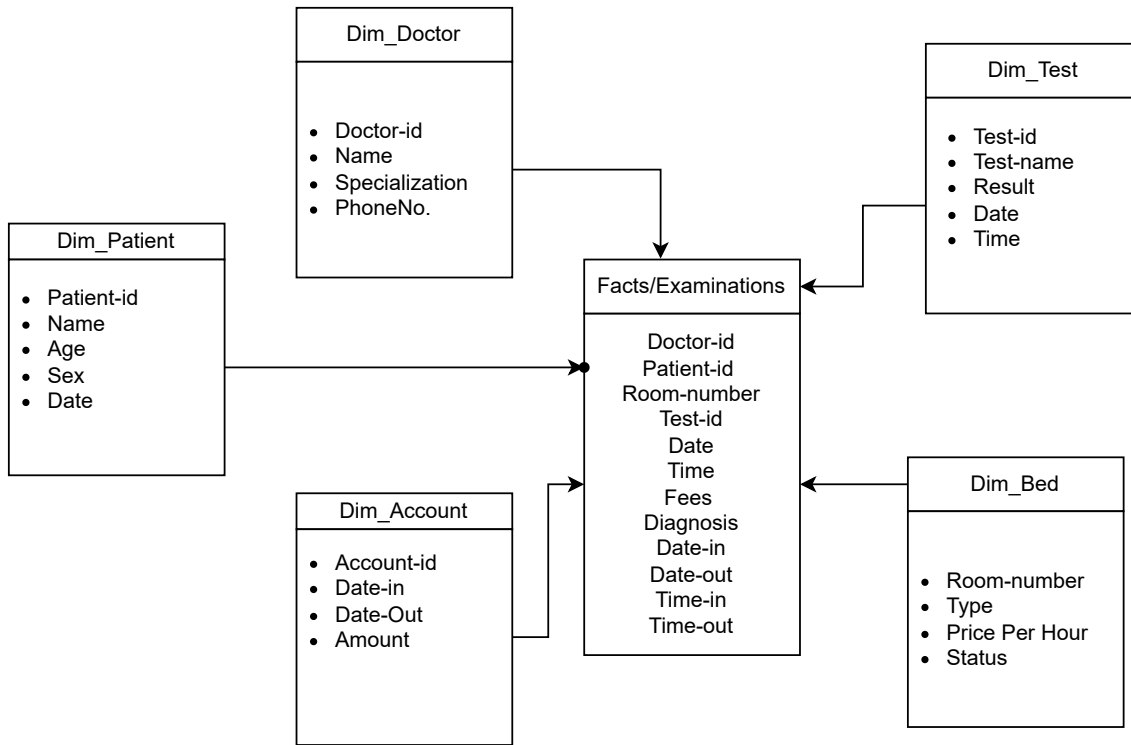 Dim_Doctor
Doctor-id
Name
Specialization
PhoneNo.
Dim_Test
Test-id
Test-name
Result
Date
Time
Dim_Patient
Patient-id
Name
Age
Sex
Date
Facts/Examinations
Doctor-id
Patient-id
Room-number
Test-id
Date
Time
Fees
Diagnosis
Date-in
Date-out
Time-in
Time-out
Dim_Account
Account-id
Date-in
Date-Out
Amount
Dim_Bed
Room-number
Type
Price Per Hour
Status